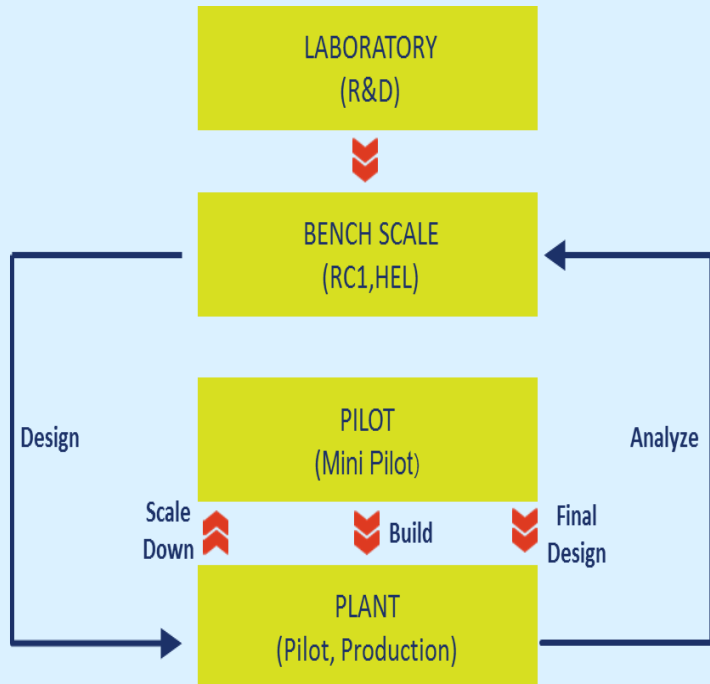 LABORATORY
(R&D)
BENCH SCALE
(RC1,HEL)
Design
PILOT
(Mini Pilot)
Analyze
Scale
Down
Build
Final
Design
PLANT
(Pilot, Production)